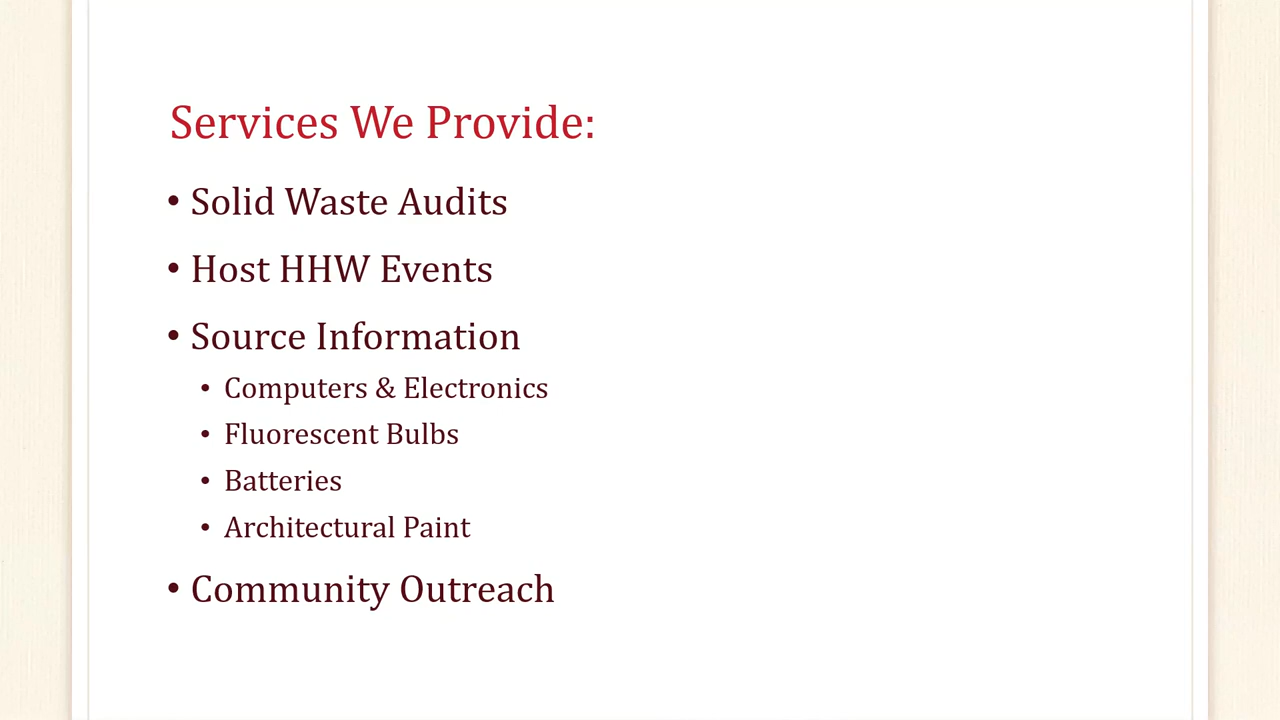 Services We Provide:
• Solid Waste Audits
• Host HHW Events
• Source Information
• Computers & Electronics
• Fluorescent Bulbs
• Batteries
• Architectural Paint
• Community Outreach